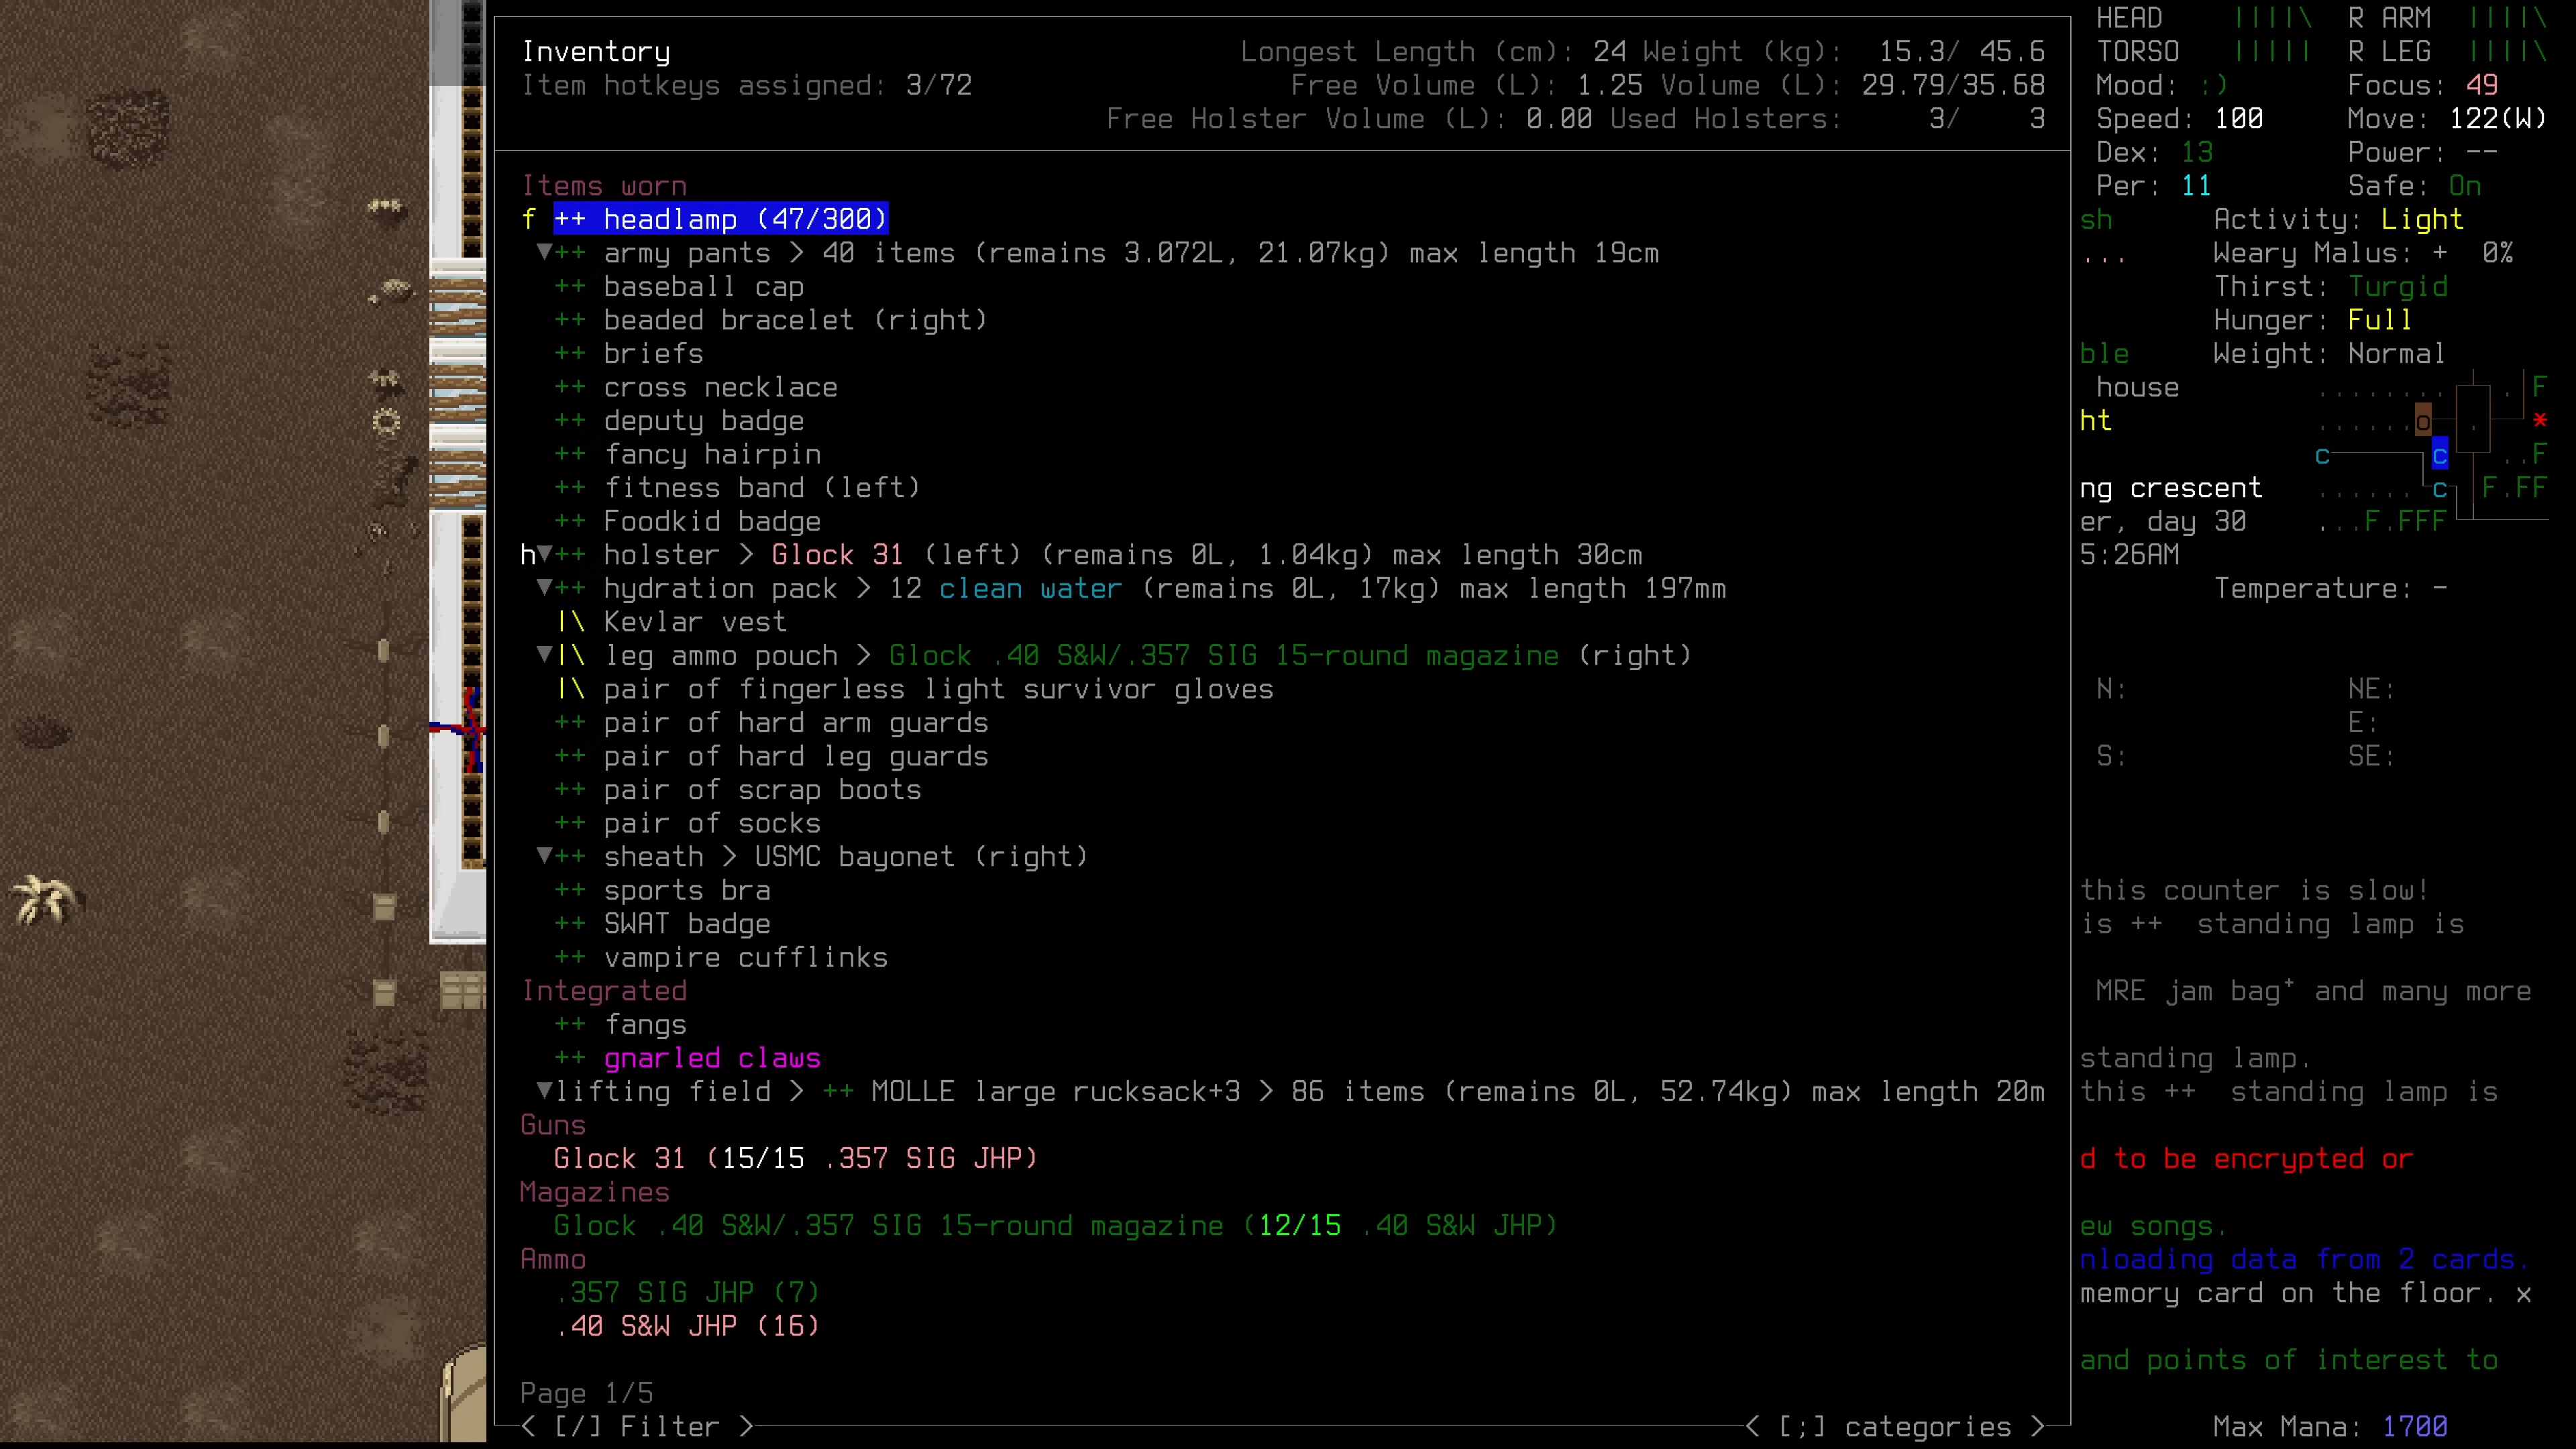 Inventory
Item hotkeys assigned: 3/72
Longest Length (cm): 24 Weight (kg): 15.3/ 45.6
Free Volume (L): 1.25 Volume (L): 29.79/35.68
Free Holster Volume (L): 0.00 Used Holsters: 3/ 3
Items worn
f ++ headlamp (47/300)
▼++ army pants > 40 items (remains 3.072L, 21.07kg) max length 19cm
++ baseball cap
++ beaded bracelet (right)
++ briefs
++ cross necklace
++ deputy badge
++ fancy hairpin
++ fitness band (left)
++ Foodkid badge
h▼++ holster > Glock 31 (left) (remains 0L, 1.04kg) max length 30cm
▼++ hydration pack > 12 clean water (remains 0L, 17kg) max length 197mm
|\ Kevlar vest
▼|\ leg ammo pouch > Glock .40 S&W/.357 SIG 15-round magazine (right)
|\ pair of fingerless light survivor gloves
++ pair of hard arm guards
++ pair of hard leg guards
++ pair of scrap boots
++ pair of socks
▼++ sheath > USMC bayonet (right)
++ sports bra
++ SWAT badge
++ vampire cufflinks
Integrated
++ fangs
++ gnarled claws
▼lifting field > ++ MOLLE large rucksack+3 > 86 items (remains 0L, 52.74kg) max length 20m
Guns
Glock 31 (15/15 .357 SIG JHP)
Magazines
Glock .40 S&W/.357 SIG 15-round magazine (12/15 .40 S&W JHP)
Ammo
.357 SIG JHP (7)
.40 S&W JHP (16)
Page 1/5
< [/] Filter >
< [;] categories >
HEAD ||||\ R ARM ||||\
TORSO ||||| R LEG ||||\
Mood: :) Focus: 49
Speed: 100 Move: 122(W)
Dex: 13 Power: --
Per: 11 Safe: On
sh Activity: Light
... Weary Malus: + 0%
Thirst: Turgid
Hunger: Full
ble Weight: Normal
house ........ .F
ht ......o . *
c c ..F
ng crescent ...... c F.FF
er, day 30 ...F.FFF
5:26AM
Temperature: -
N: NE:
E:
S: SE:
this counter is slow!
is ++ standing lamp is
MRE jam bag⁺ and many more
standing lamp.
this ++ standing lamp is
d to be encrypted or
ew songs.
nloading data from 2 cards.
memory card on the floor. x
and points of interest to
Max Mana: 1700